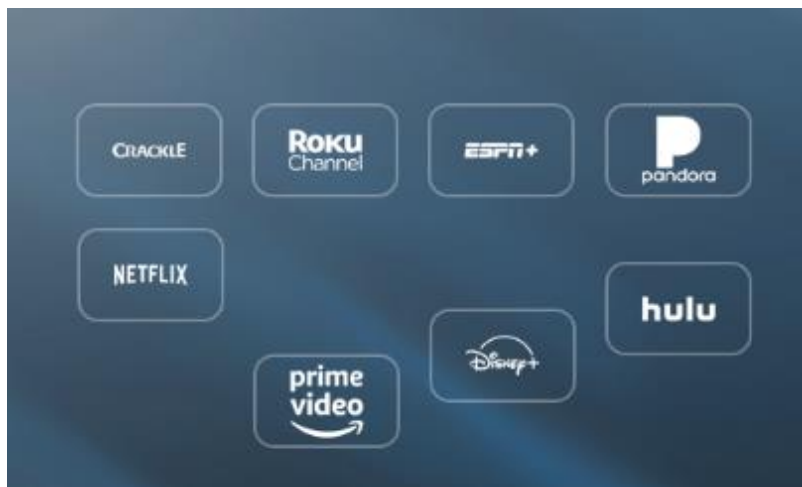 CRACKLE
ROKU
Channel
ESPN+
P
pandora
NETFLIX
hulu
Disney+
prime
video